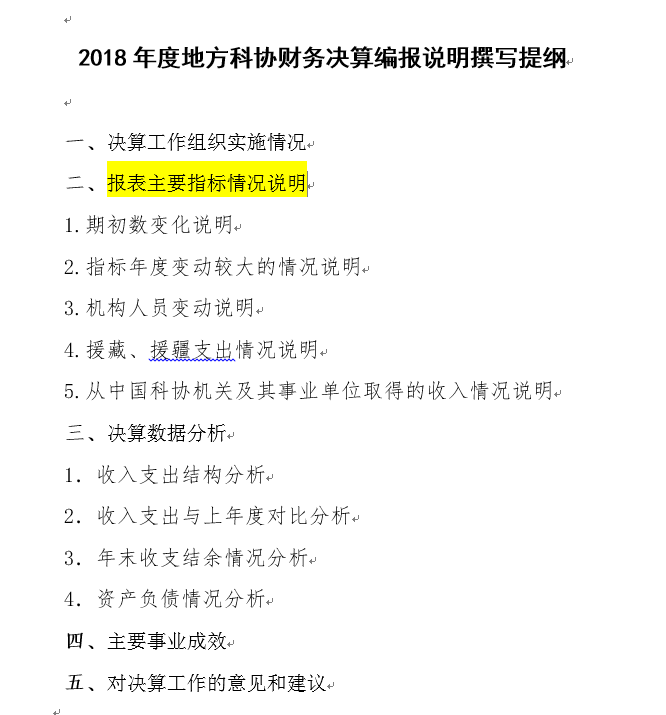 2018年度地方科协财务决算编报说明撰写提纲
一、决算工作组织实施情况
二、报表主要指标情况说明
1.期初数变化说明
2.指标年度变动较大的情况说明
3.机构人员变动说明
4.援藏、援疆支出情况说明
5.从中国科协机关及其事业单位取得的收入情况说明
三、决算数据分析
1. 收入支出结构分析
2. 收入支出与上年度对比分析
3. 年末收支结余情况分析
4. 资产负债情况分析
四、主要事业成效
五、对决算工作的意见和建议